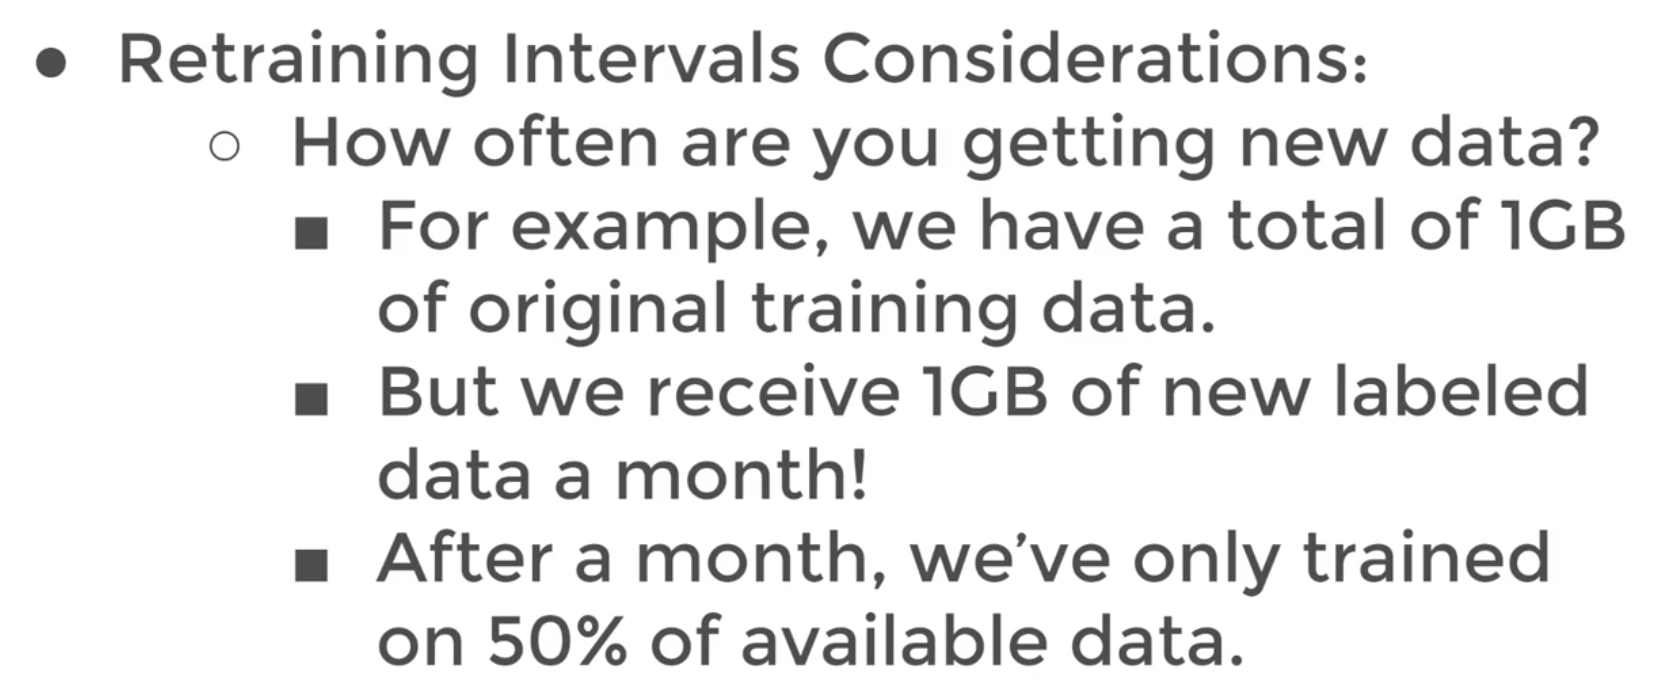 ● Retraining Intervals Considerations:
○ How often are you getting new data?
■ For example, we have a total of 1GB
of original training data.
■ But we receive 1GB of new labeled
data a month!
■ After a month, we’ve only trained
on 50% of available data.